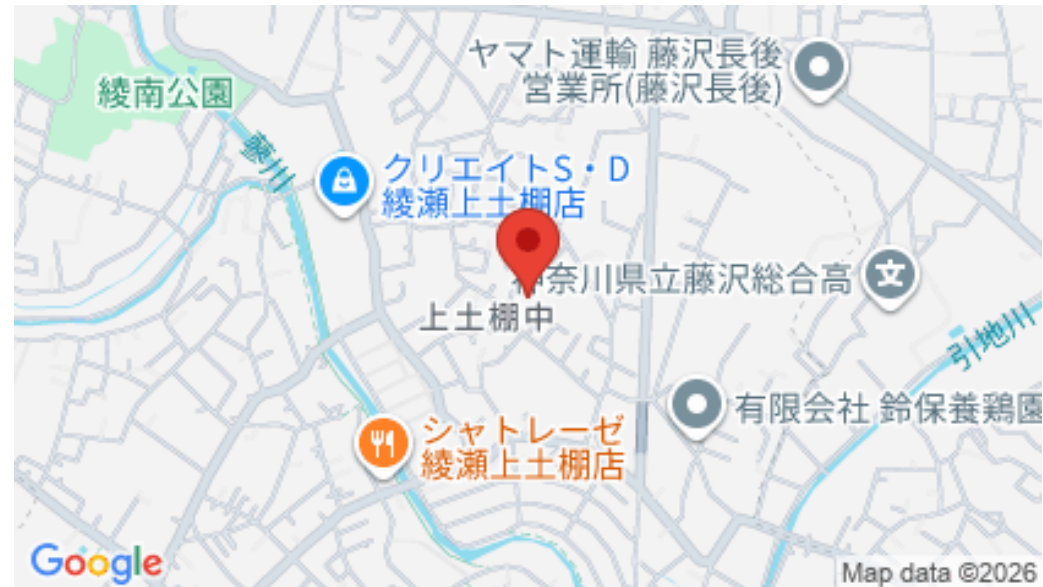 ヤマト運輸 藤沢長後
営業所(藤沢長後)
綾南公園
蓼川
クリエイトS・D
綾瀬上土棚店
神奈川県立藤沢総合高
上土棚中
引地川
有限会社 鈴保養鶏園
シャトレーゼ
綾瀬上土棚店
Google
Map data ©2026